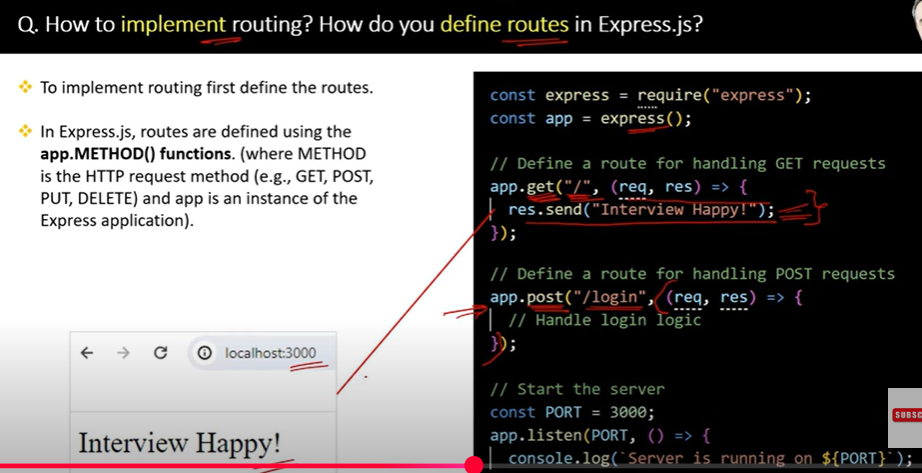 Q. How to implement routing? How do you define routes in Express.js?
To implement routing first define the routes.
In Express.js, routes are defined using the
app.METHOD() functions. (where METHOD
is the HTTP request method (e.g., GET, POST,
PUT, DELETE) and app is an instance of the
Express application).
localhost:3000
Interview Happy!
const express = require("express");
const app = express();
// Define a route for handling GET requests
app.get("/", (req, res) => {
res.send("Interview Happy!");
});
// Define a route for handling POST requests
app.post("/login", (req, res) => {
// Handle login logic
});
// Start the server
const PORT = 3000;
app.listen(PORT, () => {
console.log(`Server is running on ${PORT}`);
SUBSC